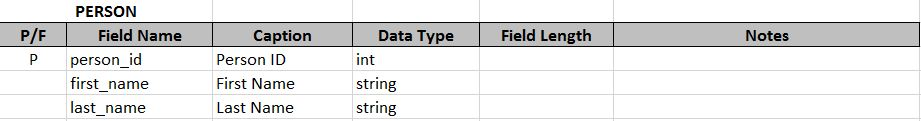 PERSON
P/F Field Name Caption Data Type Field Length Notes
P person_id Person ID int
first_name First Name string
last_name Last Name string